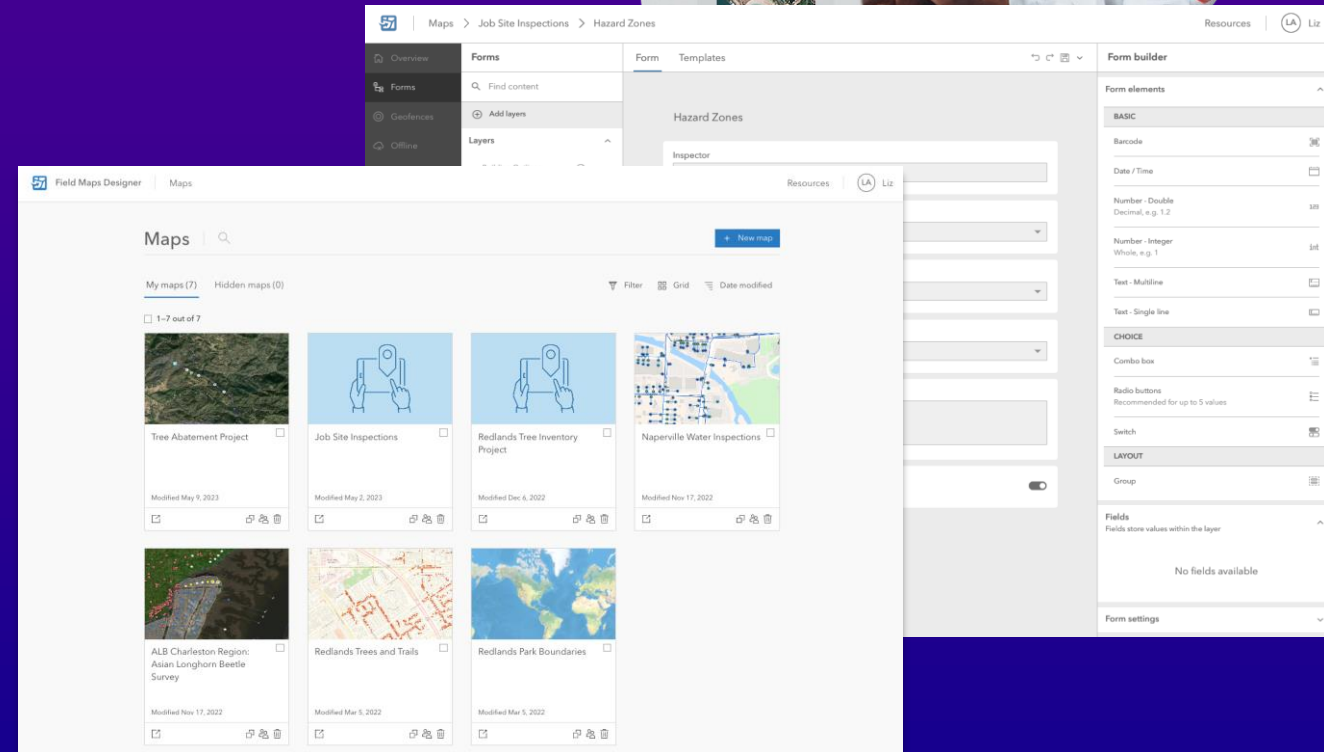 Maps > Job Site Inspections > Hazard Zones
Resources
LA
Liz
Overview
Forms
Geofences
Offline
Forms
Find content
Add layers
Layers
Form
Templates
Hazard Zones
Inspector
Form builder
Form elements
BASIC
Barcode
Date / Time
Number - Double
Decimal, e.g. 1.2
Number - Integer
Whole, e.g. 1
Text - Multiline
Text - Single line
CHOICE
Combo box
Radio buttons
Recommended for up to 5 values
Switch
LAYOUT
Group
Fields
Fields store values within the layer
No fields available
Form settings
Field Maps Designer
Maps
Resources
LA
Liz
Maps
+ New map
My maps (7)
Hidden maps (0)
Filter
Grid
Date modified
1–7 out of 7
Tree Abatement Project
Modified May 9, 2023
Job Site Inspections
Modified May 2, 2023
Redlands Tree Inventory
Project
Modified Dec 6, 2022
Naperville Water Inspections
Modified Nov 17, 2022
ALB Charleston Region:
Asian Longhorn Beetle
Survey
Modified Nov 17, 2022
Redlands Trees and Trails
Modified Mar 5, 2022
Redlands Park Boundaries
Modified Mar 5, 2022